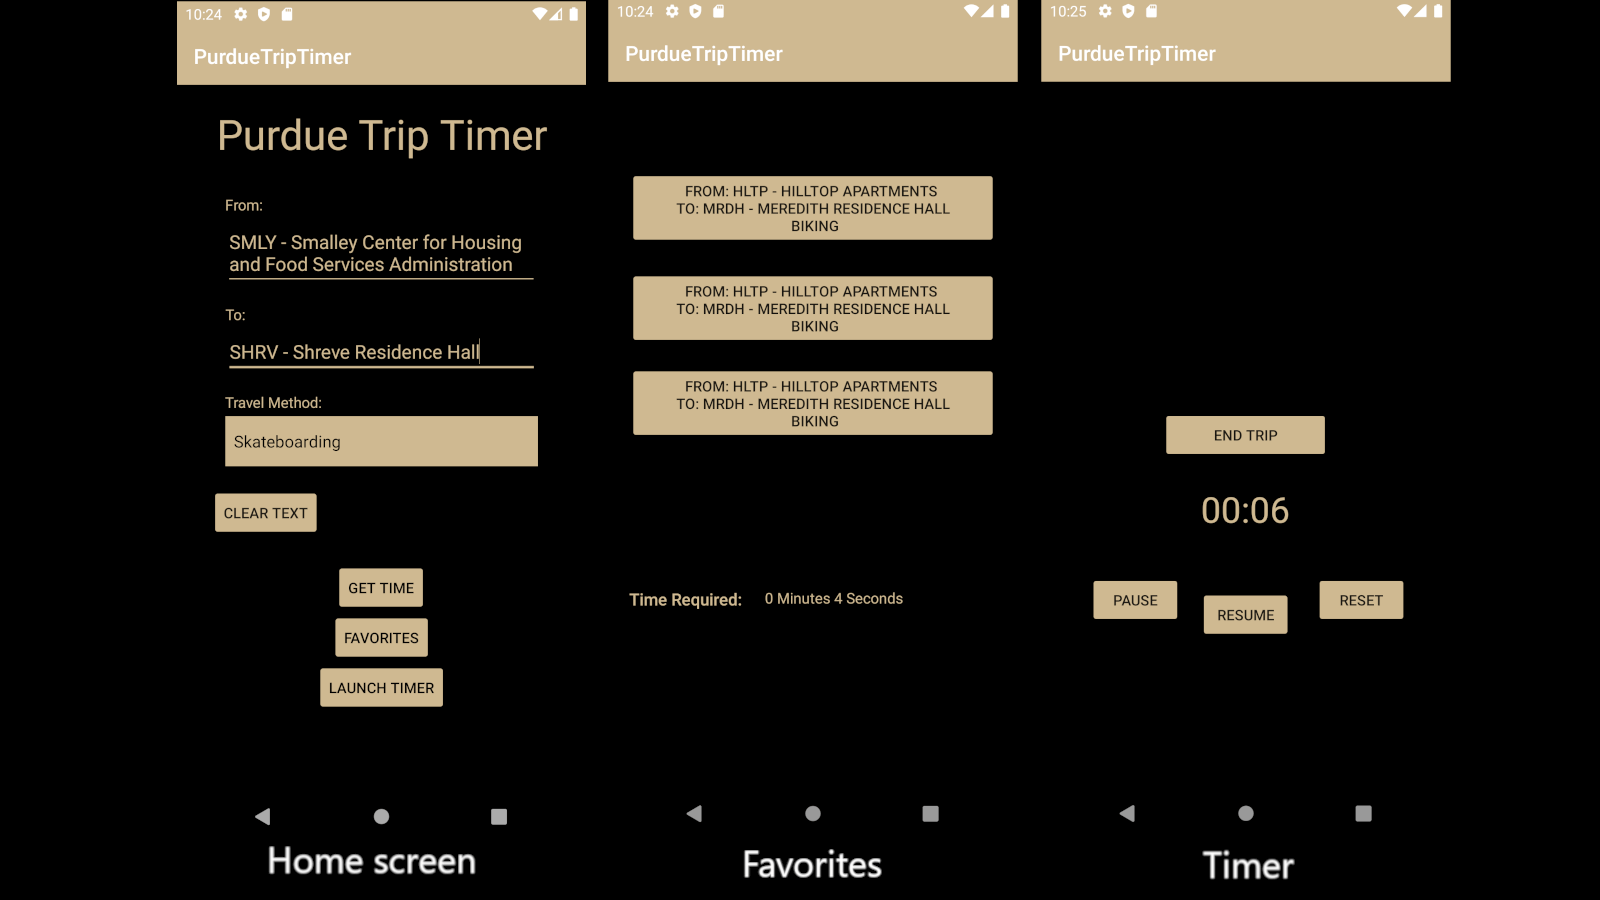 10:24
PurdueTripTimer
Purdue Trip Timer
From:
SMLY - Smalley Center for Housing
and Food Services Administration
To:
SHRV - Shreve Residence Hall
Travel Method:
Skateboarding
CLEAR TEXT
GET TIME
FAVORITES
LAUNCH TIMER
Home screen
10:24
PurdueTripTimer
FROM: HLTP - HILLTOP APARTMENTS
TO: MRDH - MEREDITH RESIDENCE HALL
BIKING
FROM: HLTP - HILLTOP APARTMENTS
TO: MRDH - MEREDITH RESIDENCE HALL
BIKING
FROM: HLTP - HILLTOP APARTMENTS
TO: MRDH - MEREDITH RESIDENCE HALL
BIKING
Time Required: 0 Minutes 4 Seconds
Favorites
10:25
PurdueTripTimer
END TRIP
00:06
PAUSE
RESUME
RESET
Timer